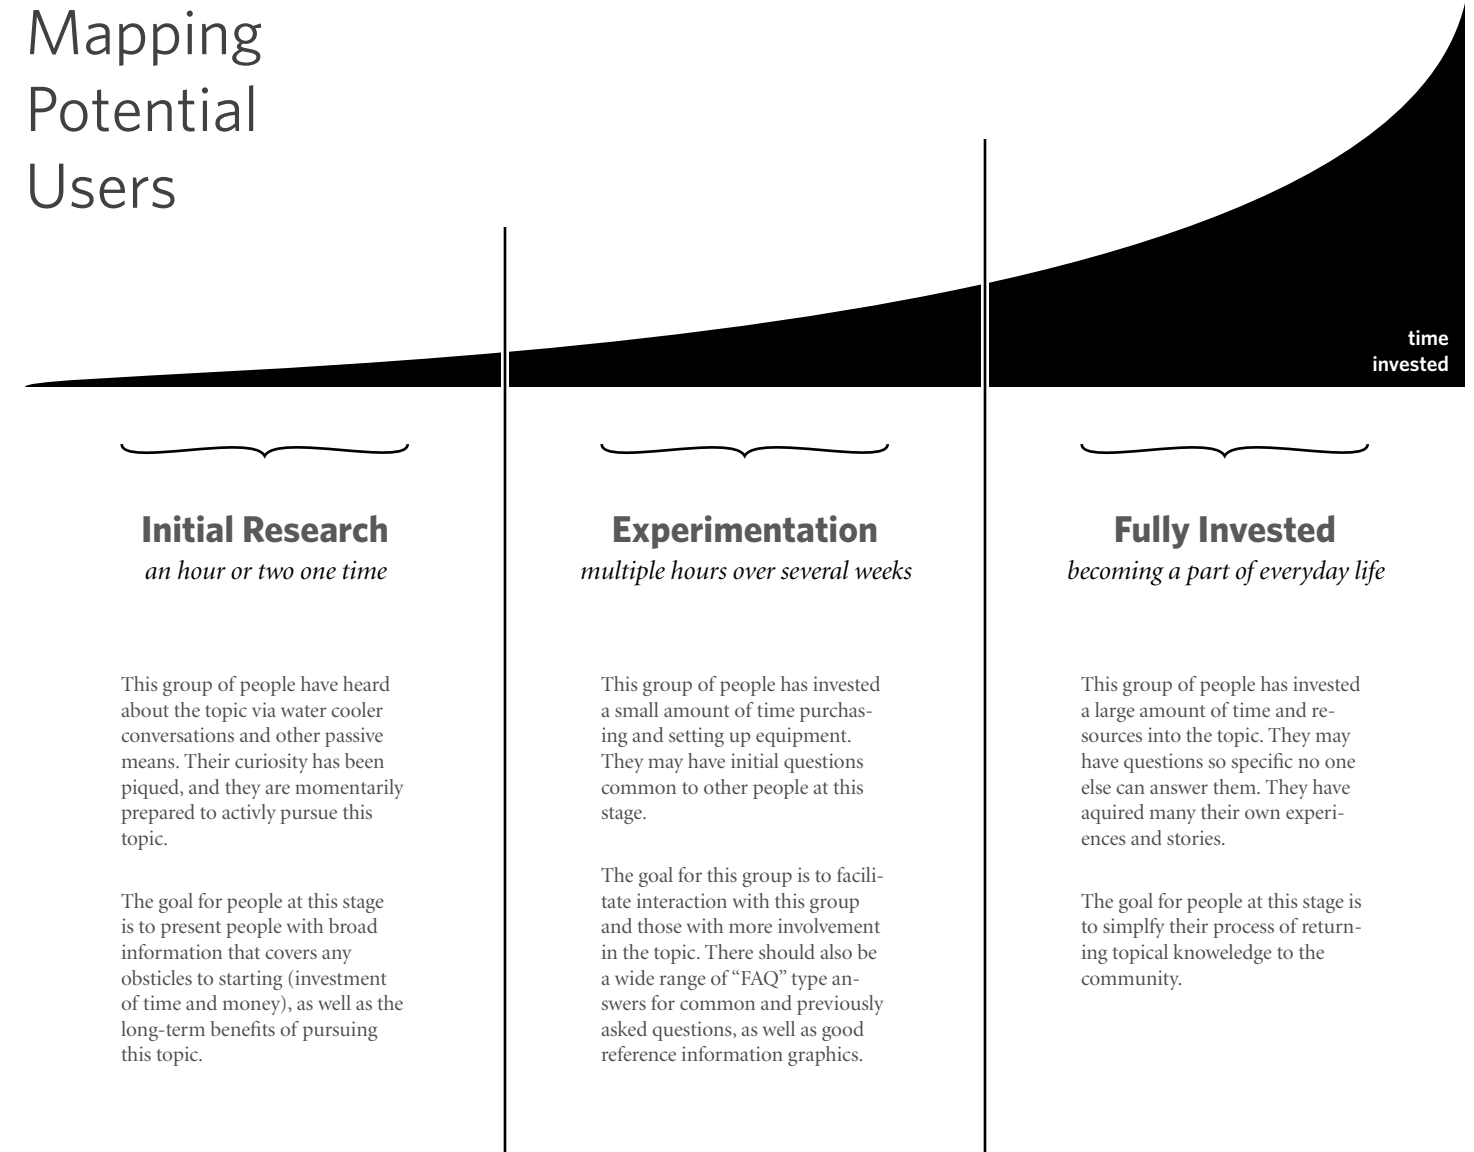 Mapping
Potential
Users
time
invested
Initial Research
an hour or two one time
This group of people have heard
about the topic via water cooler
conversations and other passive
means. Their curiosity has been
piqued, and they are momentarily
prepared to activly pursue this
topic.
The goal for people at this stage
is to present people with broad
information that covers any
obsticles to starting (investment
of time and money), as well as the
long-term benefits of pursuing
this topic.
Experimentation
multiple hours over several weeks
This group of people has invested
a small amount of time purchas-
ing and setting up equipment.
They may have initial questions
common to other people at this
stage.
The goal for this group is to facili-
tate interaction with this group
and those with more involvement
in the topic. There should also be
a wide range of “FAQ” type an-
swers for common and previously
asked questions, as well as good
reference information graphics.
Fully Invested
becoming a part of everyday life
This group of people has invested
a large amount of time and re-
sources into the topic. They may
have questions so specific no one
else can answer them. They have
aquired many their own experi-
ences and stories.
The goal for people at this stage is
to simplfy their process of return-
ing topical knoweledge to the
community.